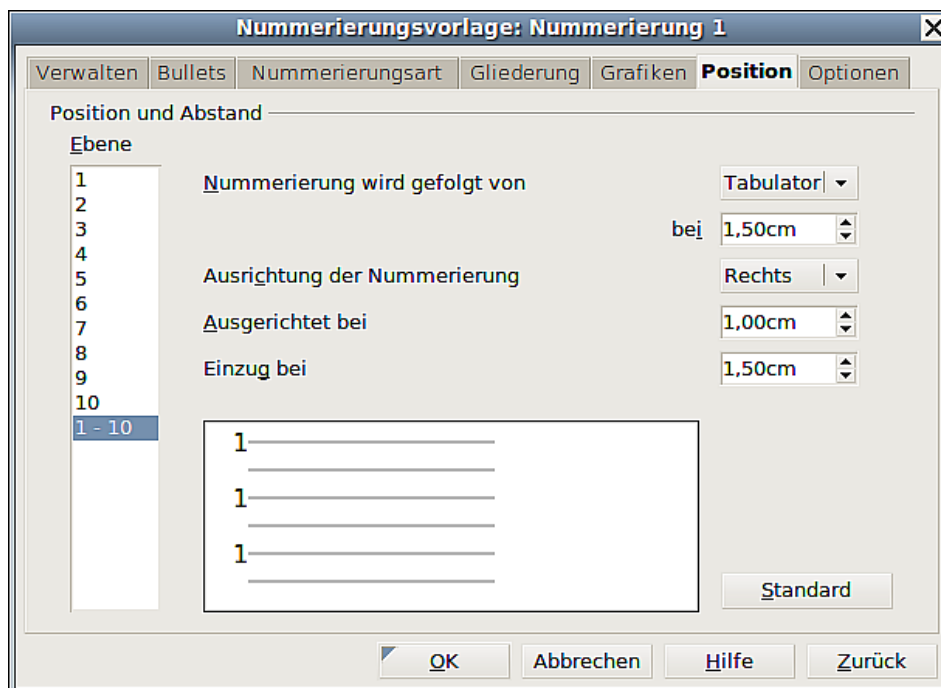 Nummerierungsvorlage: Nummerierung 1
Verwalten Bullets Nummerierungsart Gliederung Grafiken Position Optionen
Position und Abstand
Ebene
1
2
3
4
5
6
7
8
9
10
1 - 10
Nummerierung wird gefolgt von Tabulator
bei 1,50cm
Ausrichtung der Nummerierung Rechts
Ausgerichtet bei 1,00cm
Einzug bei 1,50cm
1
1
1
Standard
OK Abbrechen Hilfe Zurück